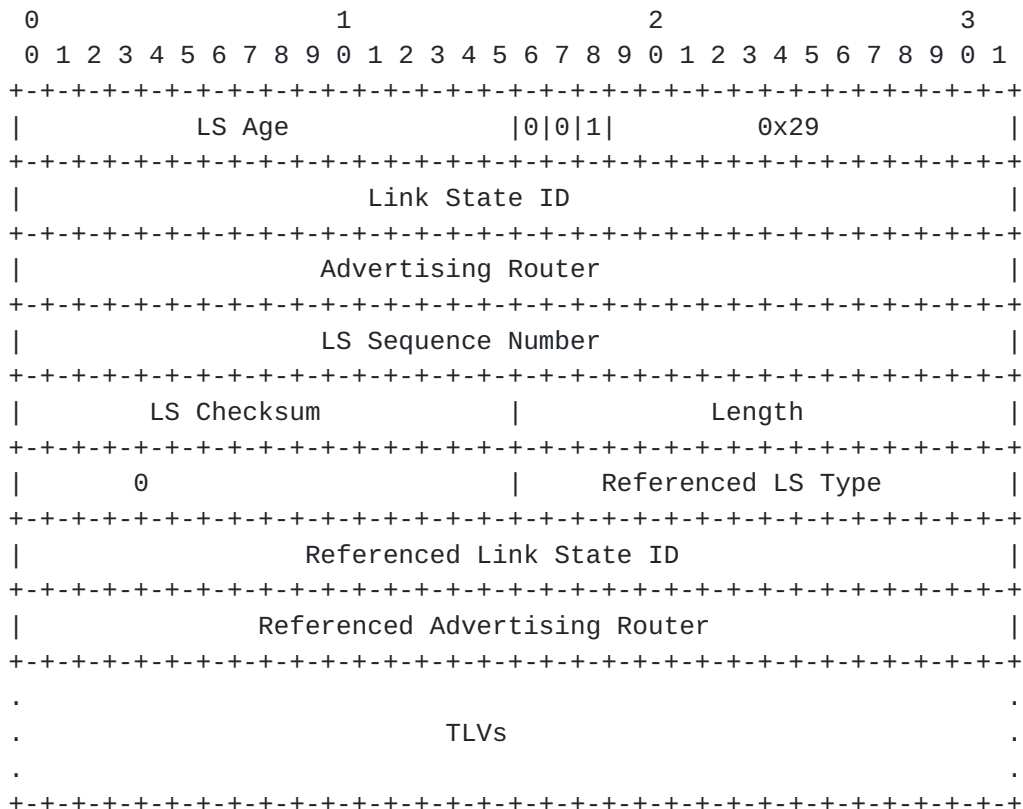 0                   1                   2                   3
 0 1 2 3 4 5 6 7 8 9 0 1 2 3 4 5 6 7 8 9 0 1 2 3 4 5 6 7 8 9 0 1
+-+-+-+-+-+-+-+-+-+-+-+-+-+-+-+-+-+-+-+-+-+-+-+-+-+-+-+-+-+-+-+-+
|           LS Age              |0|0|1|         0x29            |
+-+-+-+-+-+-+-+-+-+-+-+-+-+-+-+-+-+-+-+-+-+-+-+-+-+-+-+-+-+-+-+-+
|                      Link State ID                            |
+-+-+-+-+-+-+-+-+-+-+-+-+-+-+-+-+-+-+-+-+-+-+-+-+-+-+-+-+-+-+-+-+
|                   Advertising Router                          |
+-+-+-+-+-+-+-+-+-+-+-+-+-+-+-+-+-+-+-+-+-+-+-+-+-+-+-+-+-+-+-+-+
|                   LS Sequence Number                          |
+-+-+-+-+-+-+-+-+-+-+-+-+-+-+-+-+-+-+-+-+-+-+-+-+-+-+-+-+-+-+-+-+
|        LS Checksum            |            Length             |
+-+-+-+-+-+-+-+-+-+-+-+-+-+-+-+-+-+-+-+-+-+-+-+-+-+-+-+-+-+-+-+-+
|       0                       |     Referenced LS Type        |
+-+-+-+-+-+-+-+-+-+-+-+-+-+-+-+-+-+-+-+-+-+-+-+-+-+-+-+-+-+-+-+-+
|                  Referenced Link State ID                     |
+-+-+-+-+-+-+-+-+-+-+-+-+-+-+-+-+-+-+-+-+-+-+-+-+-+-+-+-+-+-+-+-+
|               Referenced Advertising Router                   |
+-+-+-+-+-+-+-+-+-+-+-+-+-+-+-+-+-+-+-+-+-+-+-+-+-+-+-+-+-+-+-+-+
.                                                               .
.                           TLVs                                .
.                                                               .
+-+-+-+-+-+-+-+-+-+-+-+-+-+-+-+-+-+-+-+-+-+-+-+-+-+-+-+-+-+-+-+-+